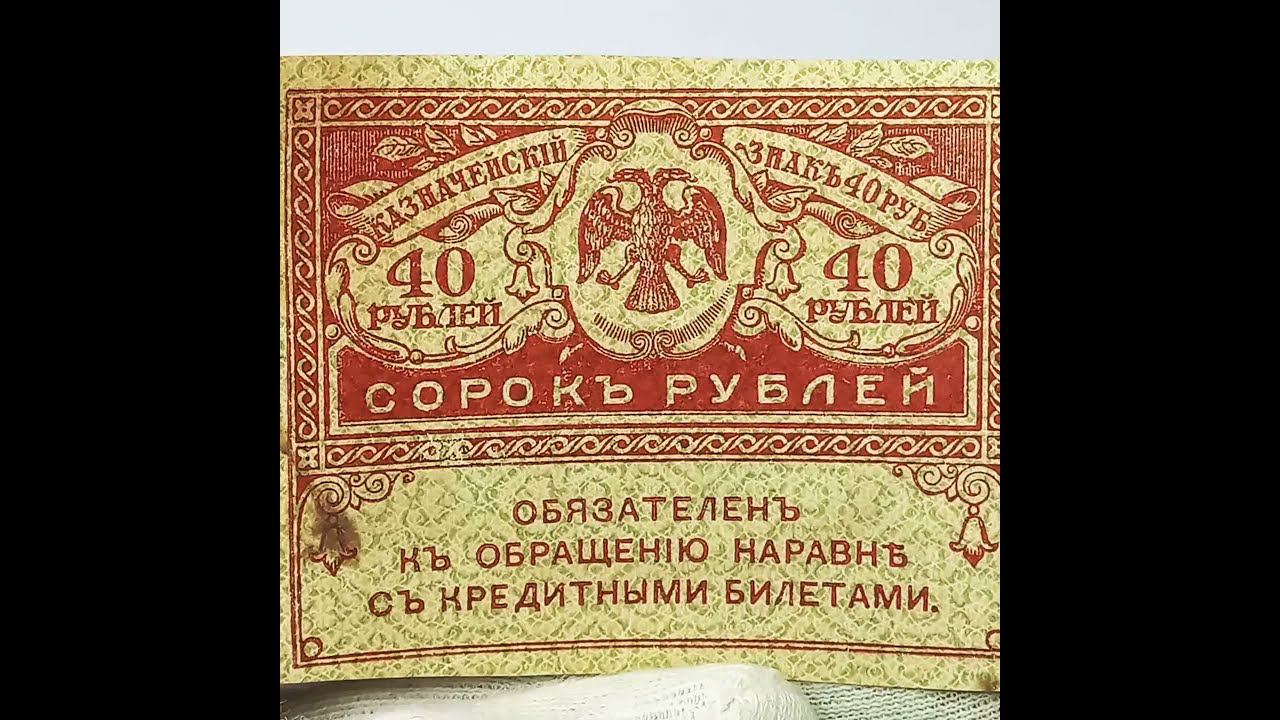 КАЗНАЧЕЙСКІЙ ЗНАКЪ 40 РУБ
40 40
РУБЛЕЙ РУБЛЕЙ
СОРОКЪ РУБЛЕЙ
ОБЯЗАТЕЛЕНЪ
КЪ ОБРАЩЕНІЮ НАРАВНѢ
СЪ КРЕДИТНЫМИ БИЛЕТАМИ.